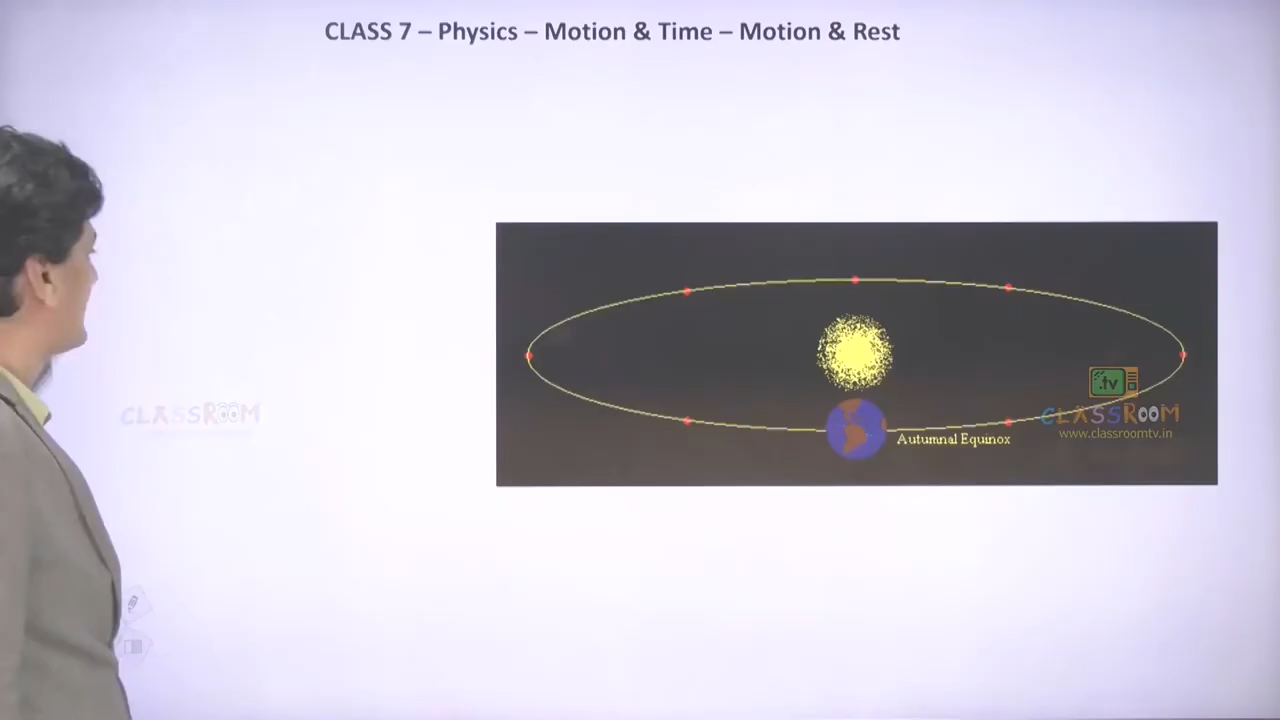 CLASS 7 – Physics – Motion & Time – Motion & Rest
.tv
CLASSROOM
CLASSROOM
www.classroomtv.in
Autumnal Equinox